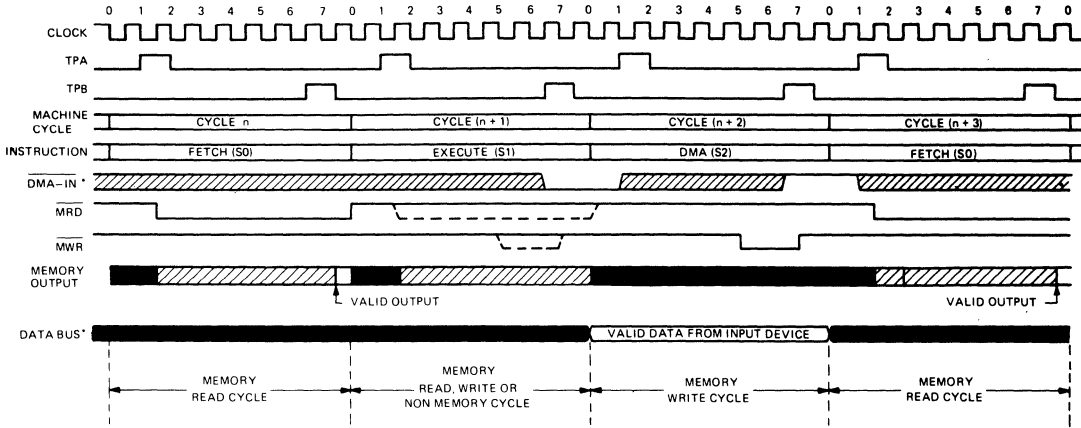 0 1 2 3 4 5 6 7 0 1 2 3 4 5 6 7 0 1 2 3 4 5 6 7 0 1 2 3 4 5 6 7 0
CLOCK
TPA
TPB
MACHINE CYCLE
CYCLE n CYCLE (n + 1) CYCLE (n + 2) CYCLE (n + 3)
INSTRUCTION FETCH (S0) EXECUTE (S1) DMA (S2) FETCH (S0)
DMA-IN *
MRD
MWR
MEMORY OUTPUT
VALID OUTPUT VALID OUTPUT
DATA BUS* VALID DATA FROM INPUT DEVICE
MEMORY READ CYCLE
MEMORY READ, WRITE OR NON MEMORY CYCLE
MEMORY WRITE CYCLE
MEMORY READ CYCLE